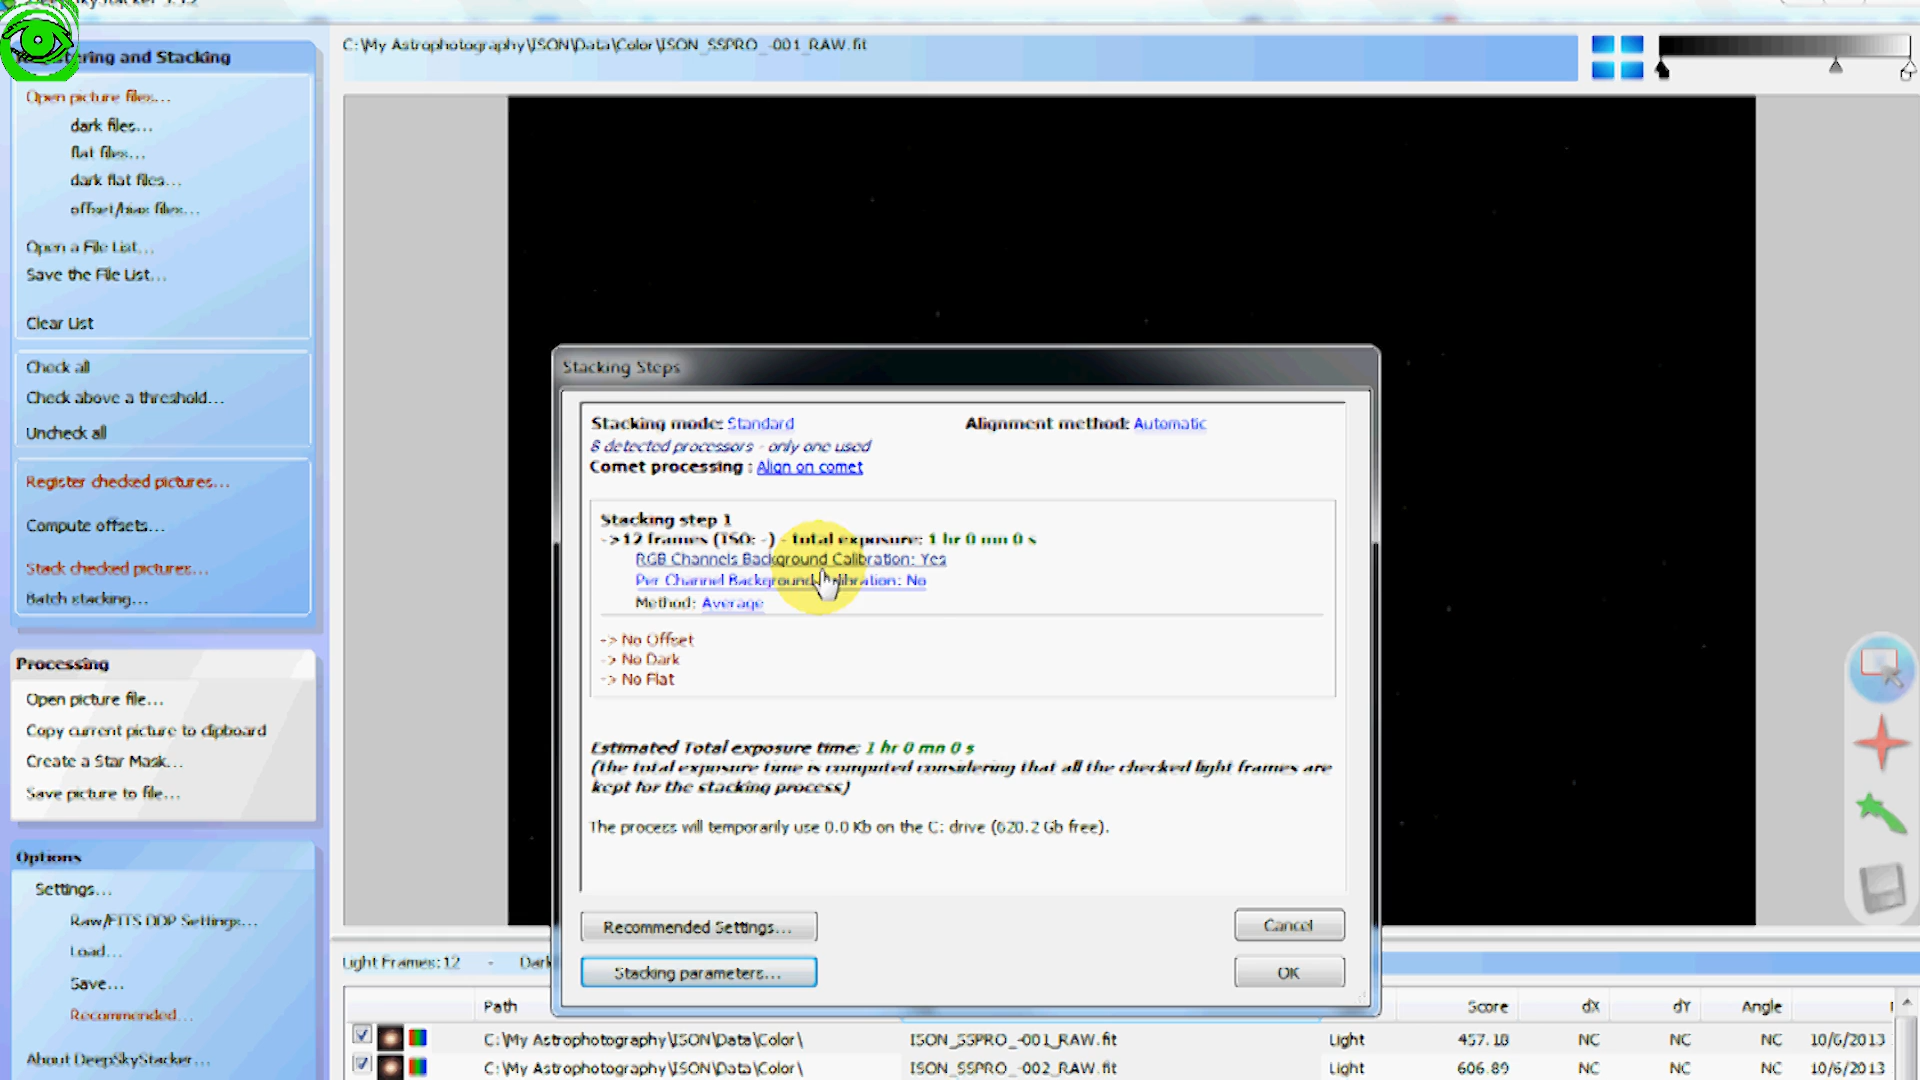 C:\My Astrophotography\ISON\Data\Color\ISON_SSPRO_-001_RAW.fit
and Stacking
Open picture files...
dark files...
flat files...
dark flat files...
offset/bias files...
Open a File List...
Save the File List...
Clear List
Check all
Check above a threshold...
Uncheck all
Register checked pictures...
Compute offsets...
Stack checked pictures...
Batch stacking...
Processing
Open picture file...
Copy current picture to clipboard
Create a Star Mask...
Save picture to file...
Options
Settings...
Raw/FITS DDP Settings...
Load...
Save...
Recommended...
About DeepSkyStacker...
Stacking Steps
Stacking mode: Standard
Alignment method: Automatic
8 detected processors - only one used
Comet processing : Align on comet
Stacking step 1
->12 frames (ISO: -) - total exposure: 1 hr 0 mn 0 s
RGB Channels Background Calibration: Yes
Per Channel Background Calibration: No
Method: Average
-> No Offset
-> No Dark
-> No Flat
Estimated Total exposure time: 1 hr 0 mn 0 s
(the total exposure time is computed considering that all the checked light frames are
kept for the stacking process)
The process will temporarily use 0.0 Kb on the C: drive (620.2 Gb free).
Recommended Settings...
Cancel
Stacking parameters...
OK
Light Frames: 12 - Dark
Path Score dX dY Angle
C:\My Astrophotography\ISON\Data\Color\ ISON_SSPRO_-001_RAW.fit Light 457.18 NC NC NC 10/6/2013
C:\My Astrophotography\ISON\Data\Color\ ISON_SSPRO_-002_RAW.fit Light 606.89 NC NC NC 10/6/2013